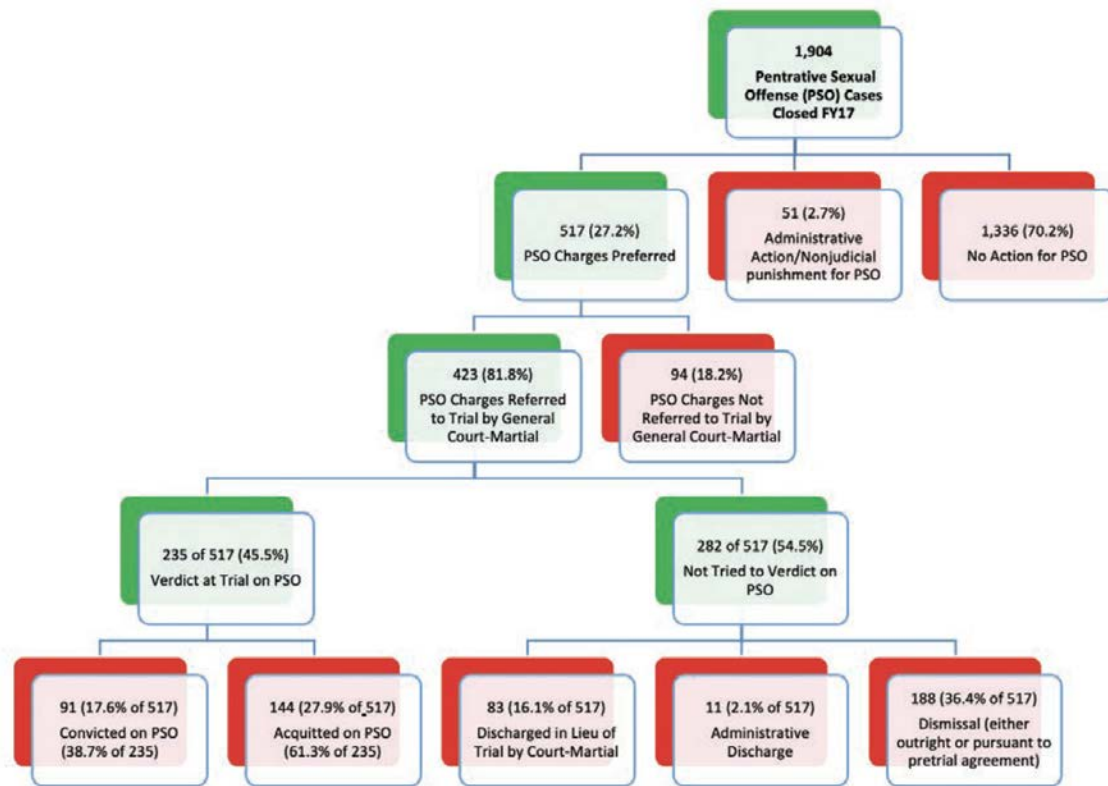 1,904
Pentrative Sexual
Offense (PSO) Cases
Closed FY17
517 (27.2%)
PSO Charges Preferred
51 (2.7%)
Administrative
Action/Nonjudicial
punishment for PSO
1,336 (70.2%)
No Action for PSO
423 (81.8%)
PSO Charges Referred
to Trial by General
Court-Martial
94 (18.2%)
PSO Charges Not
Referred to Trial by
General Court-Martial
235 of 517 (45.5%)
Verdict at Trial on PSO
282 of 517 (54.5%)
Not Tried to Verdict on
PSO
91 (17.6% of 517)
Convicted on PSO
(38.7% of 235)
144 (27.9% of 517)
Acquitted on PSO
(61.3% of 235)
83 (16.1% of 517)
Discharged in Lieu of
Trial by Court-Martial
11 (2.1% of 517)
Administrative
Discharge
188 (36.4% of 517)
Dismissal (either
outright or pursuant to
pretrial agreement)